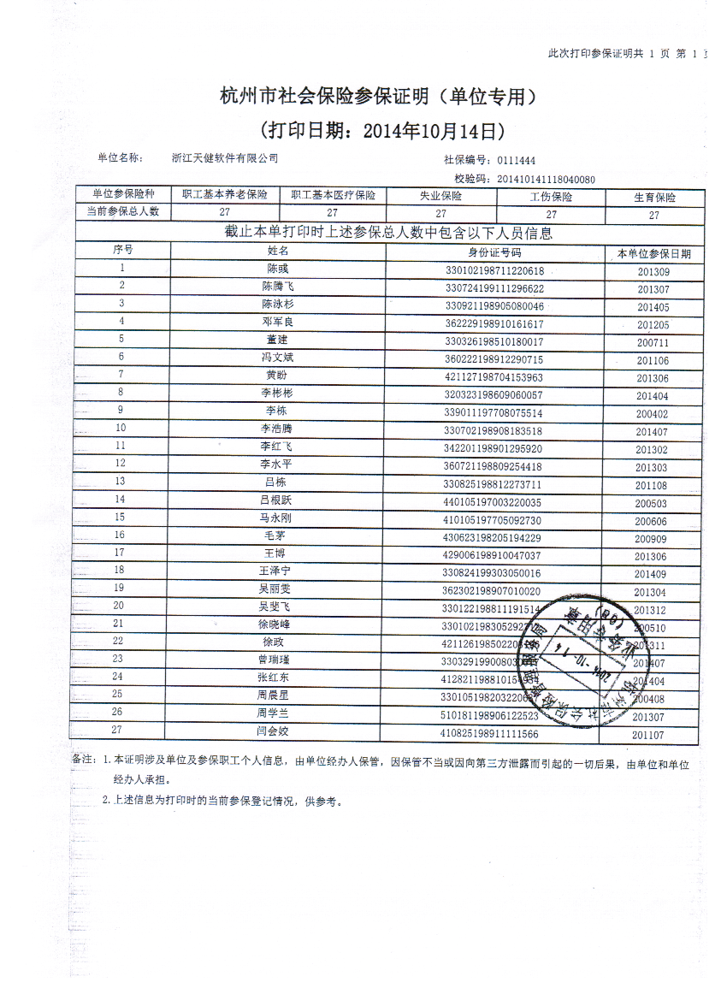 此次打印参保证明共 1 页 第 1
杭州市社会保险参保证明（单位专用）
(打印日期：2014年10月14日)
单位名称： 浙江天健软件有限公司 社保编号：0111444
校验码：201410141118040080
单位参保险种 职工基本养老保险 职工基本医疗保险 失业保险 工伤保险 生育保险
当前参保总人数 27 27 27 27 27
截止本单打印时上述参保总人数中包含以下人员信息
序号 姓名 身份证号码 本单位参保日期
1 陈彧 330102198711220618 201309
2 陈腾飞 330724199111296622 201307
3 陈泳杉 330921198905080046 201405
4 邓军良 362229198910161617 201205
5 董建 330326198510180017 200711
6 冯文斌 360222198912290715 201106
7 黄盼 421127198704153963 201306
8 李彬彬 320323198609060057 201404
9 李栋 339011197708075514 200402
10 李浩腾 330702198908183518 201407
11 李红飞 342201198901295920 201302
12 李水平 360721198809254418 201303
13 吕栋 330825198812273711 201108
14 吕根跃 440105197003220035 200503
15 马永刚 410105197705092730 200606
16 毛茅 430623198205194229 200909
17 王博 429006198910047037 201306
18 王泽宁 330824199303050016 201409
19 吴丽雯 362302198907010020 201304
20 吴斐飞 330122198811191514 201312
21 徐晓峰 200510
22 徐政 201311
23 曾瑞瑾 201407
24 张红东 201404
25 周晨星 200408
26 周学兰 510181198906122523 201307
27 闫会姣 410825198911111566 201107
备注：1.本证明涉及单位及参保职工个人信息，由单位经办人保管，因保管不当或因向第三方泄露而引起的一切后果，由单位和单位
经办人承担。
2.上述信息为打印时的当前参保登记情况，供参考。